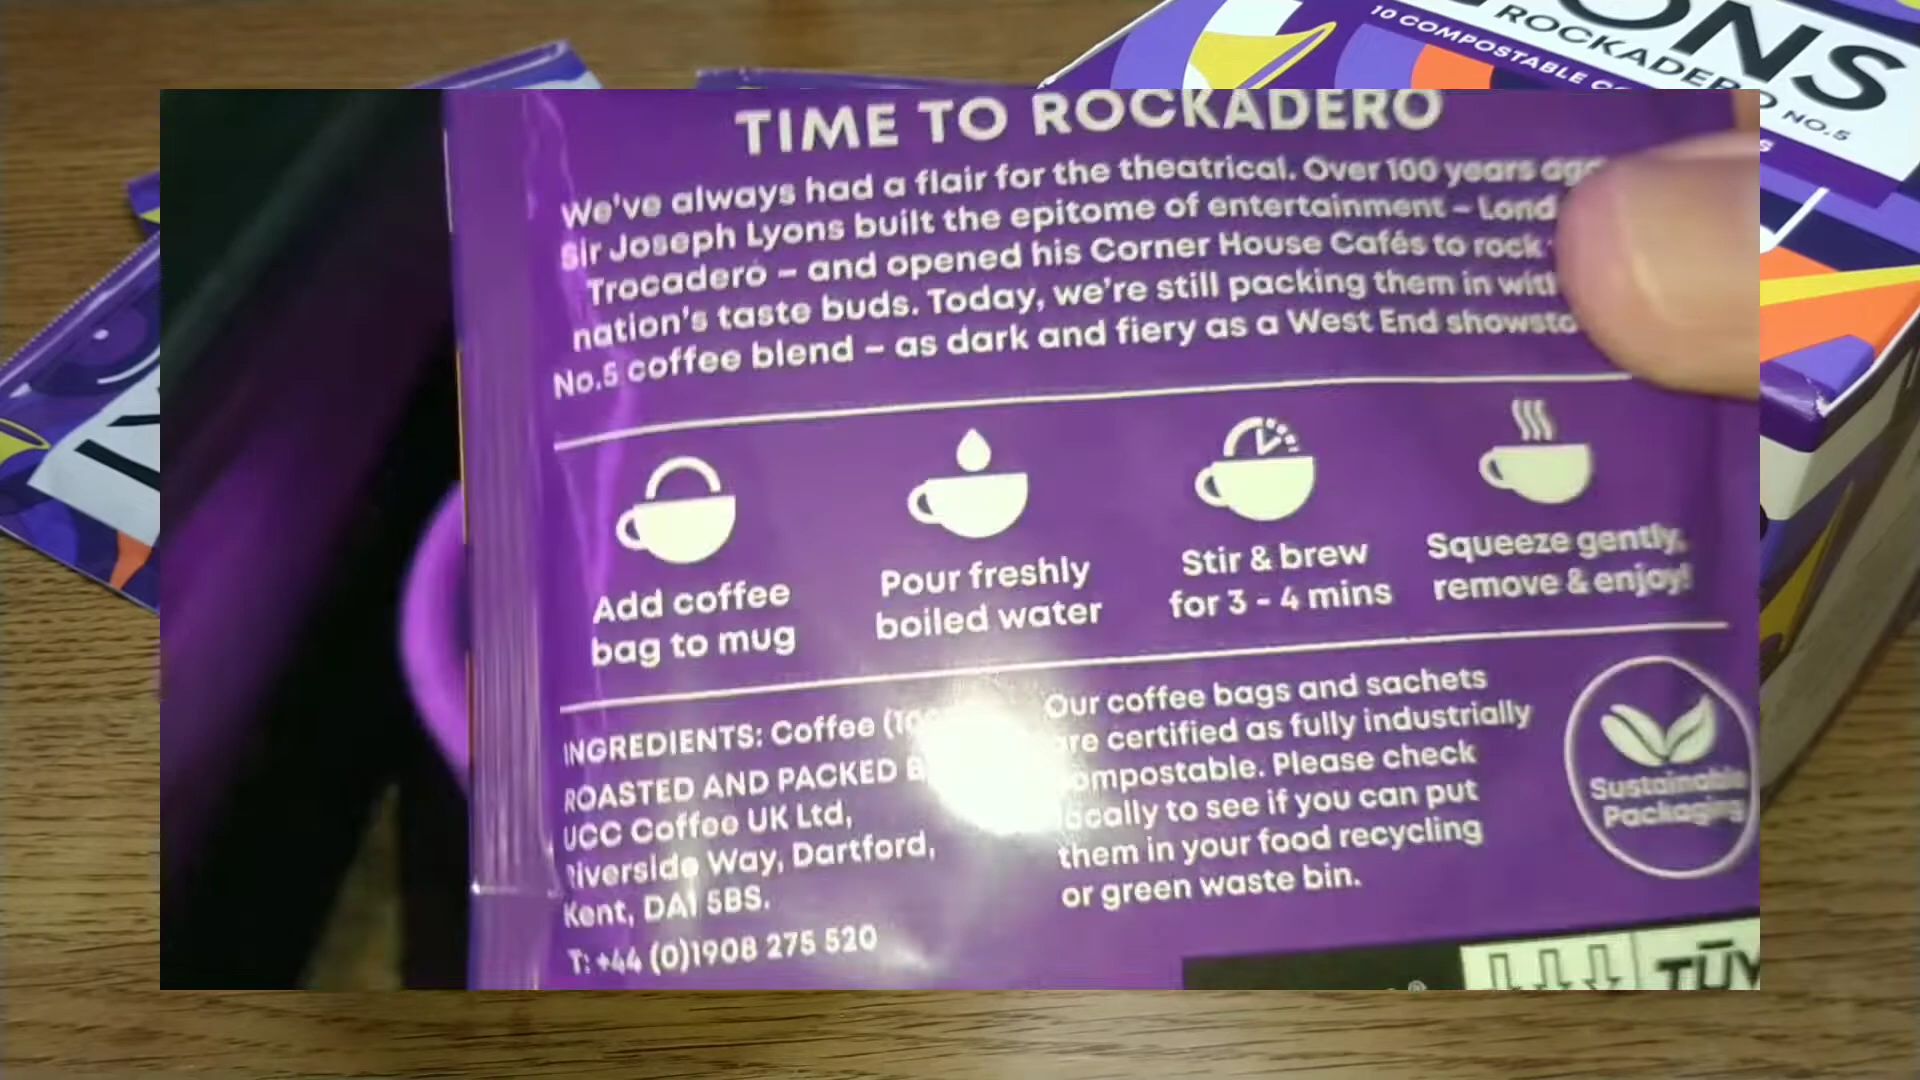 ONS
ROCKADERO NO.5
10 COMPOSTABLE
TIME TO ROCKADERO
We've always had a flair for the theatrical. Over 100 years
Sir Joseph Lyons built the epitome of entertainment –
Trocadero – and opened his Corner House Cafés to rock
nation's taste buds. Today, we're still packing them in
No.5 coffee blend – as dark and fiery as a West End
Add coffee
bag to mug
Pour freshly
boiled water
Stir & brew
for 3 - 4 mins
Squeeze gently,
remove & enjoy!
INGREDIENTS: Coffee
ROASTED AND PACKED
UCC Coffee UK Ltd,
Riverside Way, Dartford,
Kent, DA1 5BS.
T: +44 (0)1908 275 520
Our coffee bags and sachets
are certified as fully industrially
compostable. Please check
locally to see if you can put
them in your food recycling
or green waste bin.
Sustainable
Packaging